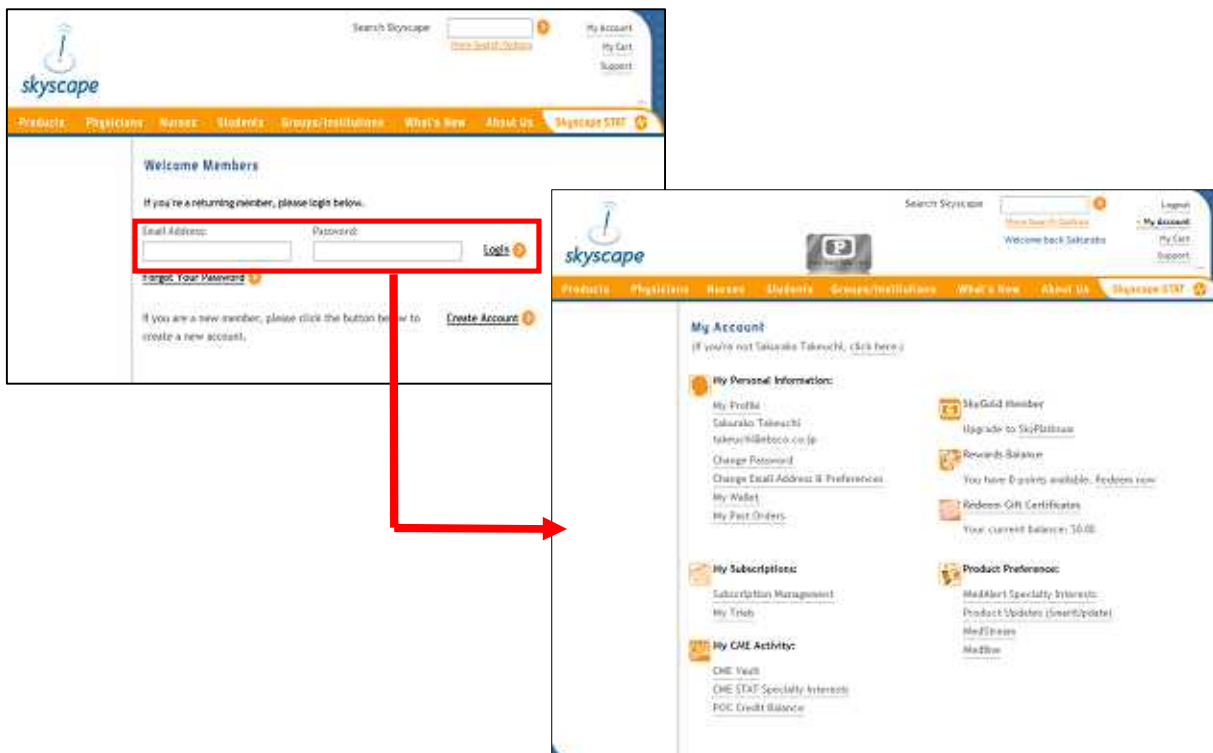 Search Skyscape
My Account
More Search Options
My Cart
Support
skyscape
Products Physicians Nurses Students Groups/Institutions What's New About Us Skyscape STAT
Welcome Members
If you're a returning member, please login below.
Email Address: Password:
Login
Forgot Your Password
If you are a new member, please click the button below to
create a new account.
Create Account
Search Skyscape
Logout
More Search Options
My Account
Welcome back Sakurako
My Cart
Support
skyscape
P
Products Physicians Nurses Students Groups/Institutions What's New About Us Skyscape STAT
My Account
(If you're not Sakurako Takeuchi, click here.)
My Personal Information:
My Profile
Sakurako Takeuchi
takeuchi@ebsco.co.jp
Change Password
Change Email Address & Preferences
My Wallet
My Past Orders
SkyGold Member
Upgrade to SkyPlatinum
Rewards Balance
You have 0 points available. Redeem now
Redeem Gift Certificates
Your current balance: $0.00
My Subscriptions:
Subscription Management
My Trials
Product Preference:
MedAlert Specialty Interests
Product Updates (SmartUpdate)
MedStream
My CME Activity:
CME Vault
CME STAT Specialty Interests
POC Credit Balance